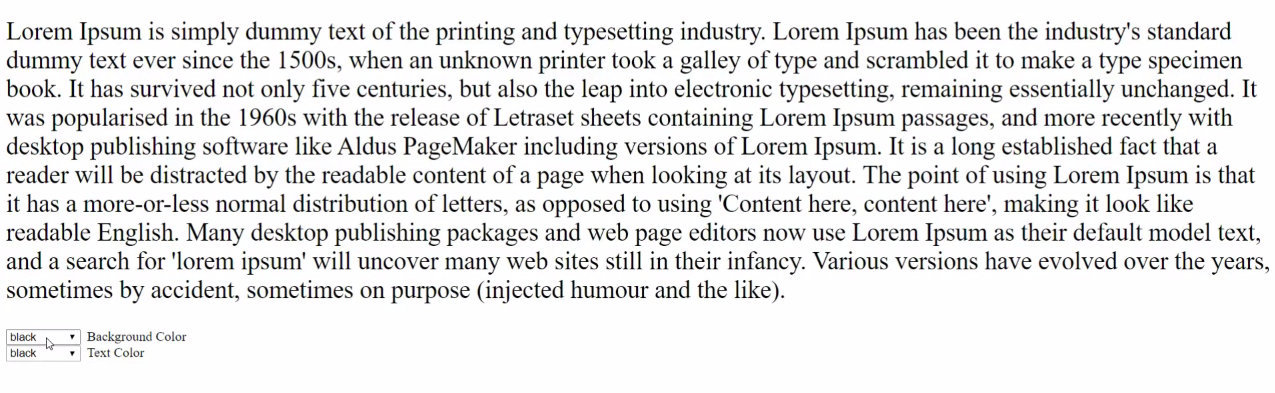 Lorem Ipsum is simply dummy text of the printing and typesetting industry. Lorem Ipsum has been the industry's standard
dummy text ever since the 1500s, when an unknown printer took a galley of type and scrambled it to make a type specimen
book. It has survived not only five centuries, but also the leap into electronic typesetting, remaining essentially unchanged. It
was popularised in the 1960s with the release of Letraset sheets containing Lorem Ipsum passages, and more recently with
desktop publishing software like Aldus PageMaker including versions of Lorem Ipsum. It is a long established fact that a
reader will be distracted by the readable content of a page when looking at its layout. The point of using Lorem Ipsum is that
it has a more-or-less normal distribution of letters, as opposed to using 'Content here, content here', making it look like
readable English. Many desktop publishing packages and web page editors now use Lorem Ipsum as their default model text,
and a search for 'lorem ipsum' will uncover many web sites still in their infancy. Various versions have evolved over the years,
sometimes by accident, sometimes on purpose (injected humour and the like).
black Background Color
black Text Color